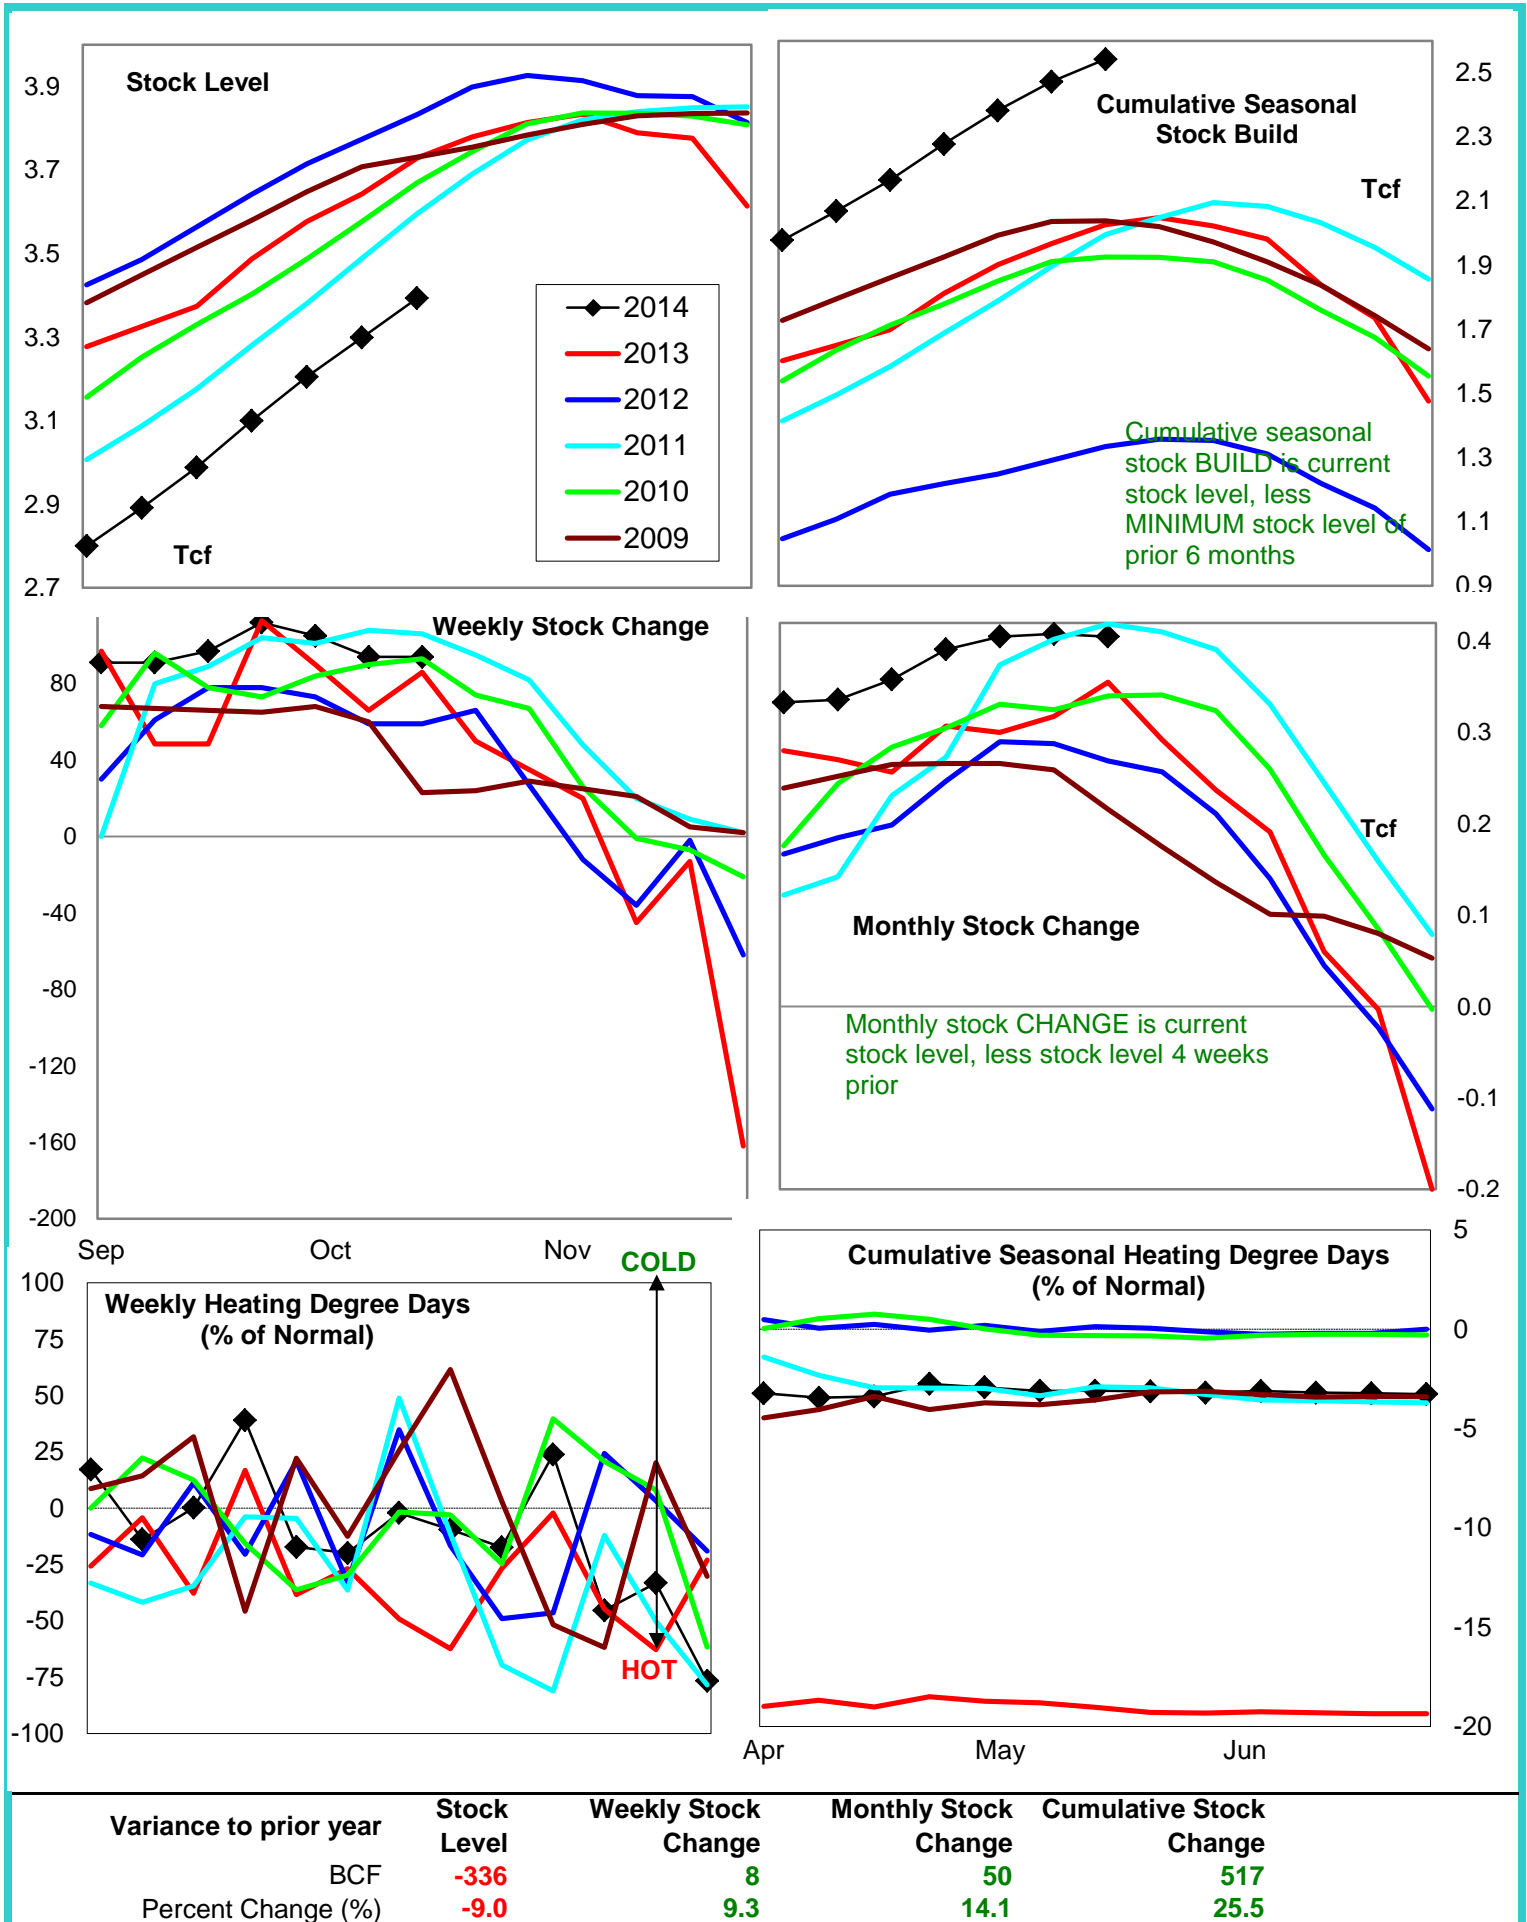 Stock Level
3.9
3.7
3.5
3.3
3.1
2.9
2.7
Tcf
2014
2013
2012
2011
2010
2009
Cumulative Seasonal
Stock Build
Tcf
2.5
2.3
2.1
1.9
1.7
1.5
1.3
1.1
0.9
Cumulative seasonal
stock BUILD is current
stock level, less
MINIMUM stock level of
prior 6 months
Weekly Stock Change
80
40
0
-40
-80
-120
-160
-200
Sep Oct Nov
0.4
0.3
0.2
0.1
0.0
-0.1
-0.2
Tcf
Monthly Stock Change
Monthly stock CHANGE is current
stock level, less stock level 4 weeks
prior
COLD
Weekly Heating Degree Days
(% of Normal)
100
75
50
25
0
-25
-50
-75
-100
HOT
Cumulative Seasonal Heating Degree Days
(% of Normal)
5
0
-5
-10
-15
-20
Apr May Jun
Variance to prior year Stock Level Weekly Stock Change Monthly Stock Change Cumulative Stock Change
BCF -336 8 50 517
Percent Change (%) -9.0 9.3 14.1 25.5